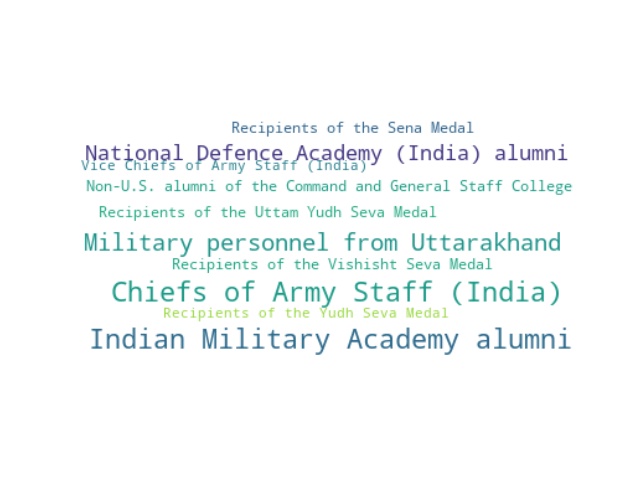 Recipients of the Sena Medal
National Defence Academy (India) alumni
Vice Chiefs of Army Staff (India)
Non-U.S. alumni of the Command and General Staff College
Recipients of the Uttam Yudh Seva Medal
Military personnel from Uttarakhand
Recipients of the Vishisht Seva Medal
Chiefs of Army Staff (India)
Recipients of the Yudh Seva Medal
Indian Military Academy alumni